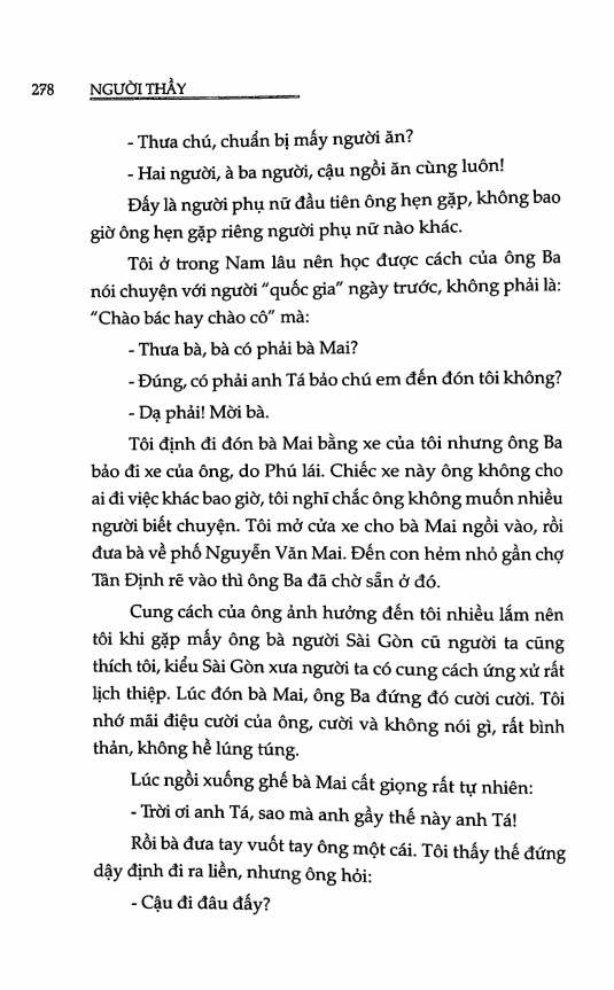 278 NGƯỜI THẦY
- Thưa chú, chuẩn bị mấy người ăn?
- Hai người, à ba người, cậu ngồi ăn cùng luôn!
Đấy là người phụ nữ đầu tiên ông hẹn gặp, không bao
giờ ông hẹn gặp riêng người phụ nữ nào khác.
Tôi ở trong Nam lâu nên học được cách của ông Ba
nói chuyện với người "quốc gia" ngày trước, không phải là:
"Chào bác hay chào cô" mà:
- Thưa bà, bà có phải bà Mai?
- Đúng, có phải anh Tá bảo chú em đến đón tôi không?
- Dạ phải! Mời bà.
Tôi định đi đón bà Mai bằng xe của tôi nhưng ông Ba
bảo đi xe của ông, do Phú lái. Chiếc xe này ông không cho
ai đi việc khác bao giờ, tôi nghĩ chắc ông không muốn nhiều
người biết chuyện. Tôi mở cửa xe cho bà Mai ngồi vào, rồi
đưa bà về phố Nguyễn Văn Mai. Đến con hẻm nhỏ gần chợ
Tân Định rẽ vào thì ông Ba đã chờ sẵn ở đó.
Cung cách của ông ảnh hưởng đến tôi nhiều lắm nên
tôi khi gặp mấy ông bà người Sài Gòn cũ người ta cũng
thích tôi, kiểu Sài Gòn xưa người ta có cung cách ứng xử rất
lịch thiệp. Lúc đón bà Mai, ông Ba đứng đó cười cười. Tôi
nhớ mãi điệu cười của ông, cười và không nói gì, rất bình
thản, không hề lúng túng.
Lúc ngồi xuống ghế bà Mai cất giọng rất tự nhiên:
- Trời ơi anh Tá, sao mà anh gầy thế này anh Tá!
Rồi bà đưa tay vuốt tay ông một cái. Tôi thấy thế đứng
dậy định đi ra liền, nhưng ông hỏi:
- Cậu đi đâu đấy?